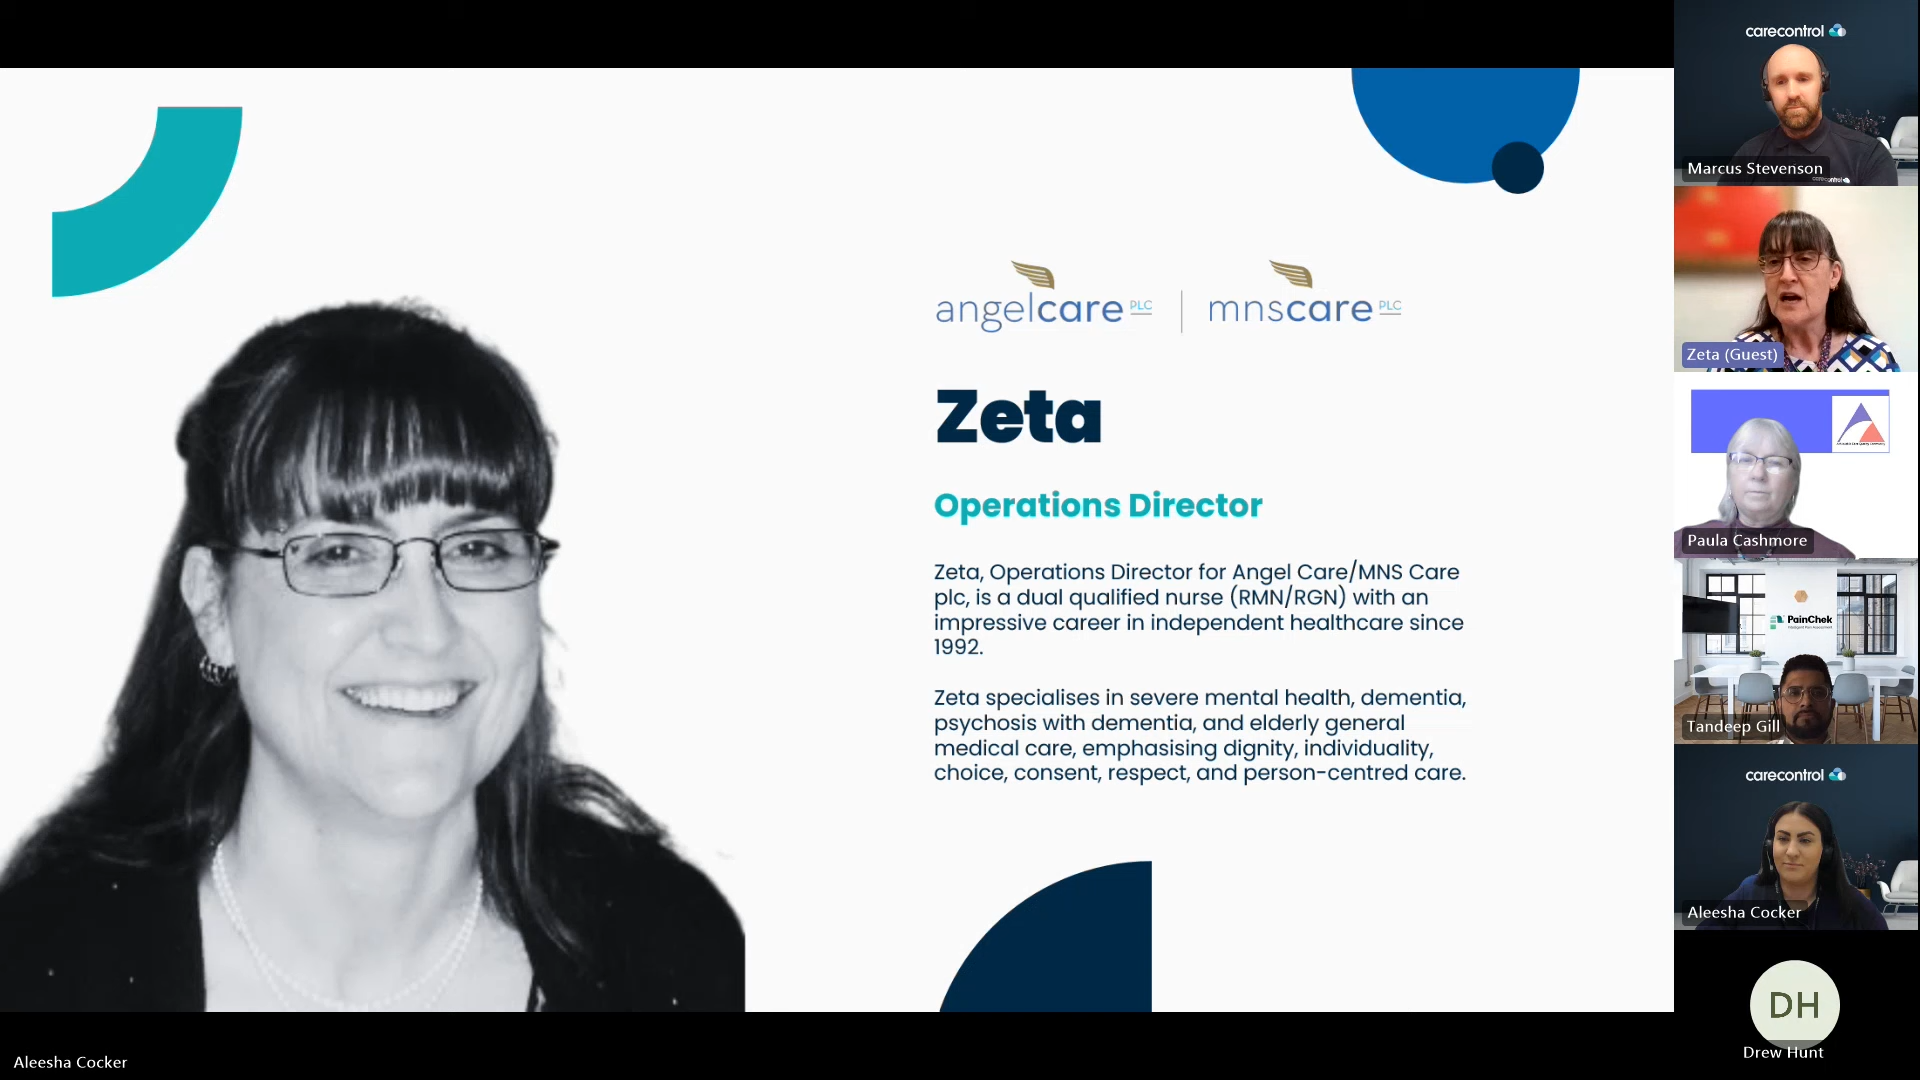 angelcare PLC
mnscare PLC
Zeta
Operations Director
Zeta, Operations Director for Angel Care/MNS Care
plc, is a dual qualified nurse (RMN/RGN) with an
impressive career in independent healthcare since
1992.
Zeta specialises in severe mental health, dementia,
psychosis with dementia, and elderly general
medical care, emphasising dignity, individuality,
choice, consent, respect, and person-centred care.
Aleesha Cocker
carecontrol
carecontrol
Marcus Stevenson
Zeta (Guest)
Paula Cashmore
PainChek
Tandeep Gill
carecontrol
Aleesha Cocker
DH
Drew Hunt